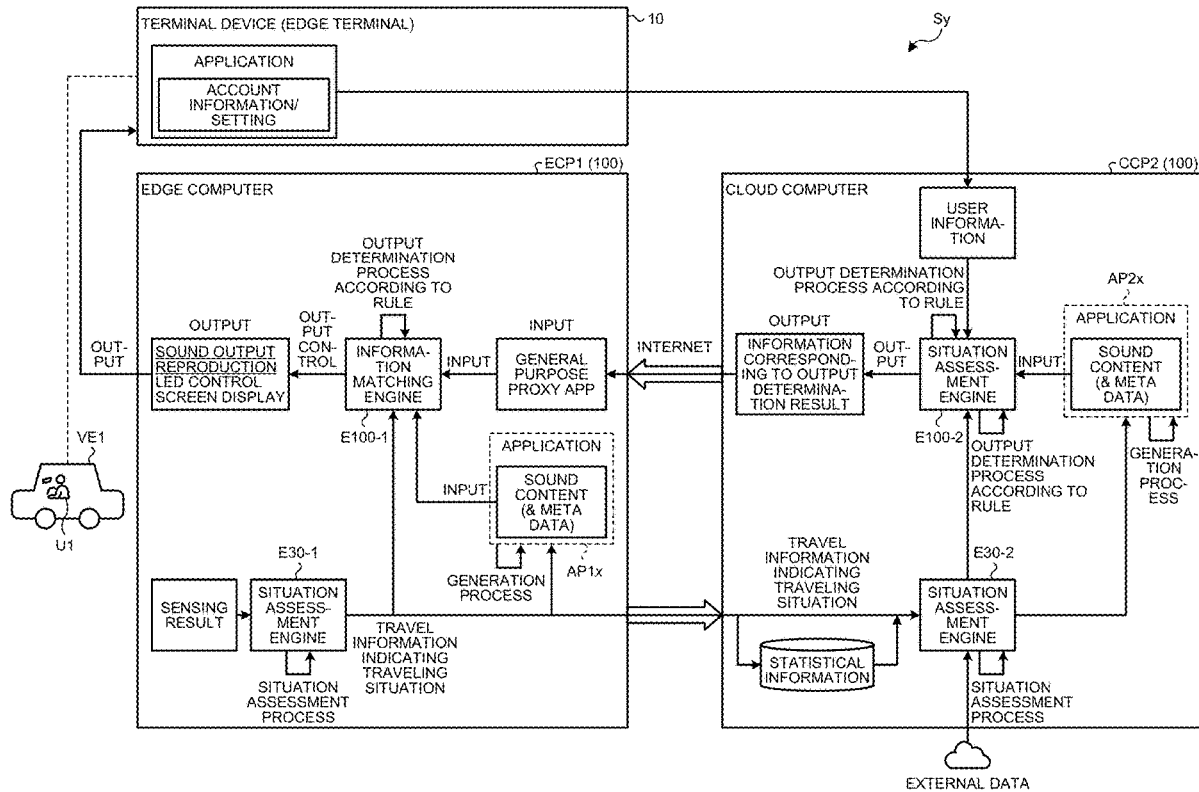 TERMINAL DEVICE (EDGE TERMINAL)
10
Sy
APPLICATION
ACCOUNT
INFORMATION/
SETTING
ECP1 (100)
EDGE COMPUTER
CCP2 (100)
CLOUD COMPUTER
USER
INFORMA-
TION
OUTPUT
DETERMINATION
PROCESS
ACCORDING TO
RULE
OUTPUT DETERMINATION
PROCESS ACCORDING
TO RULE
AP2x
APPLICATION
SOUND
CONTENT
(& META
DATA)
INPUT
GENERA-
TION
PROC-
ESS
OUT-
PUT
OUTPUT
SOUND OUTPUT
REPRODUCTION
LED CONTROL
SCREEN DISPLAY
OUT-
PUT
CON-
TROL
INFORMA-
TION
MATCHING
ENGINE
E100-1
INPUT
INPUT
GENERAL
PURPOSE
PROXY APP
INTERNET
OUTPUT
INFORMATION
CORRESPOND-
ING TO OUTPUT
DETERMINA-
TION RESULT
OUT-
PUT
SITUATION
ASSESS-
MENT
ENGINE
E100-2
OUTPUT
DETERMINATION
PROCESS
ACCORDING TO
RULE
APPLICATION
SOUND
CONTENT
(& META
DATA)
INPUT
GENERATION
PROCESS
AP1x
VE1
U1
SENSING
RESULT
E30-1
SITUATION
ASSESS-
MENT
ENGINE
SITUATION
ASSESSMENT
PROCESS
TRAVEL
INFORMATION
INDICATING
TRAVELING
SITUATION
TRAVEL
INFORMATION
INDICATING
TRAVELING
SITUATION
STATISTICAL
INFORMATION
E30-2
SITUATION
ASSESS-
MENT
ENGINE
SITUATION
ASSESSMENT
PROCESS
EXTERNAL DATA